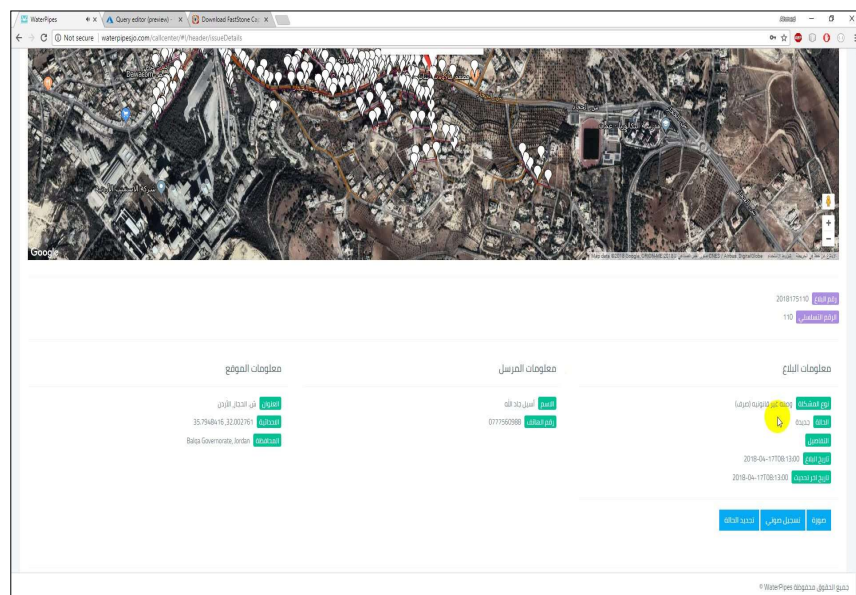 WaterPipes
Query editor (preview) -
Download FastStone Ca
Not secure | waterpipesjo.com/callcenter/#!/header/issueDetails
Google
رقم البلاغ 2018175110
الرقم التسلسلي 110
معلومات البلاغ
نوع المشكلة وصلة غير قانونية (صرف)
الحالة جديدة
التفاصيل
تاريخ البلاغ 2018-04-17T08:13:00
تاريخ اخر تحديث 2018-04-17T08:13:00
صورة
تسجيل صوتي
تحديد الحالة
معلومات المرسل
الاسم أسيل جاد الله
رقم الهاتف 0777560988
معلومات الموقع
العنوان ش. الحجار, الأردن
الاحداثية 35.7948416 ,32.002761
المحافظة Balqa Governorate, Jordan
جميع الحقوق محفوظة WaterPipes ©